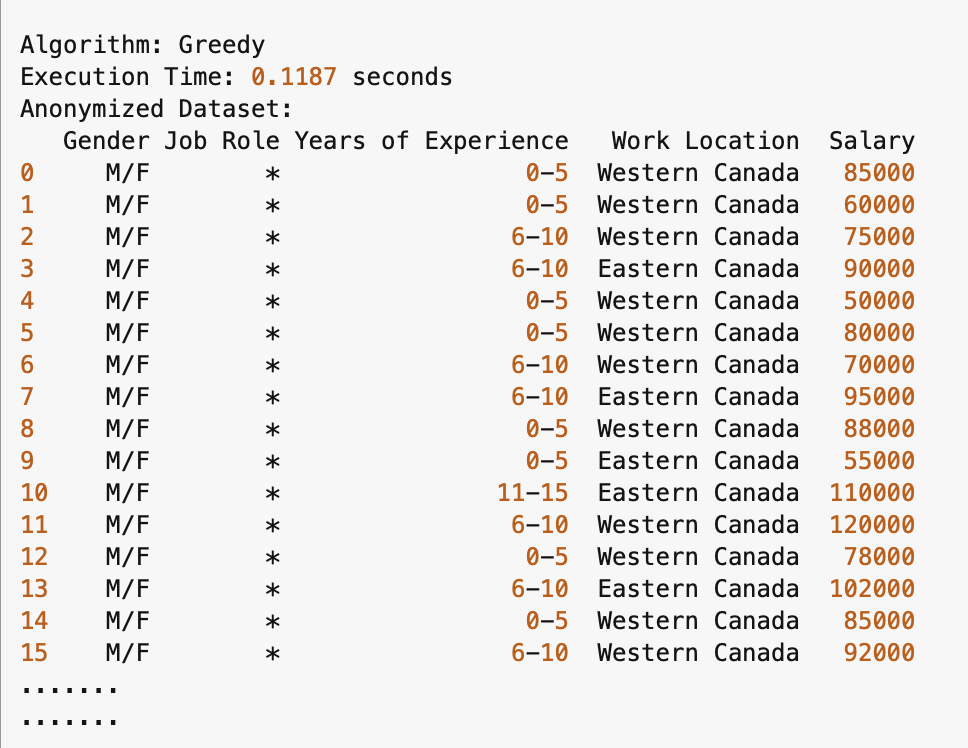 Algorithm: Greedy
Execution Time: 0.1187 seconds
Anonymized Dataset:
Gender Job Role Years of Experience Work Location Salary
0 M/F * 0-5 Western Canada 85000
1 M/F * 0-5 Western Canada 60000
2 M/F * 6-10 Western Canada 75000
3 M/F * 6-10 Eastern Canada 90000
4 M/F * 0-5 Western Canada 50000
5 M/F * 0-5 Western Canada 80000
6 M/F * 6-10 Western Canada 70000
7 M/F * 6-10 Eastern Canada 95000
8 M/F * 0-5 Western Canada 88000
9 M/F * 0-5 Eastern Canada 55000
10 M/F * 11-15 Eastern Canada 110000
11 M/F * 6-10 Western Canada 120000
12 M/F * 0-5 Western Canada 78000
13 M/F * 6-10 Eastern Canada 102000
14 M/F * 0-5 Western Canada 85000
15 M/F * 6-10 Western Canada 92000
.......
.......